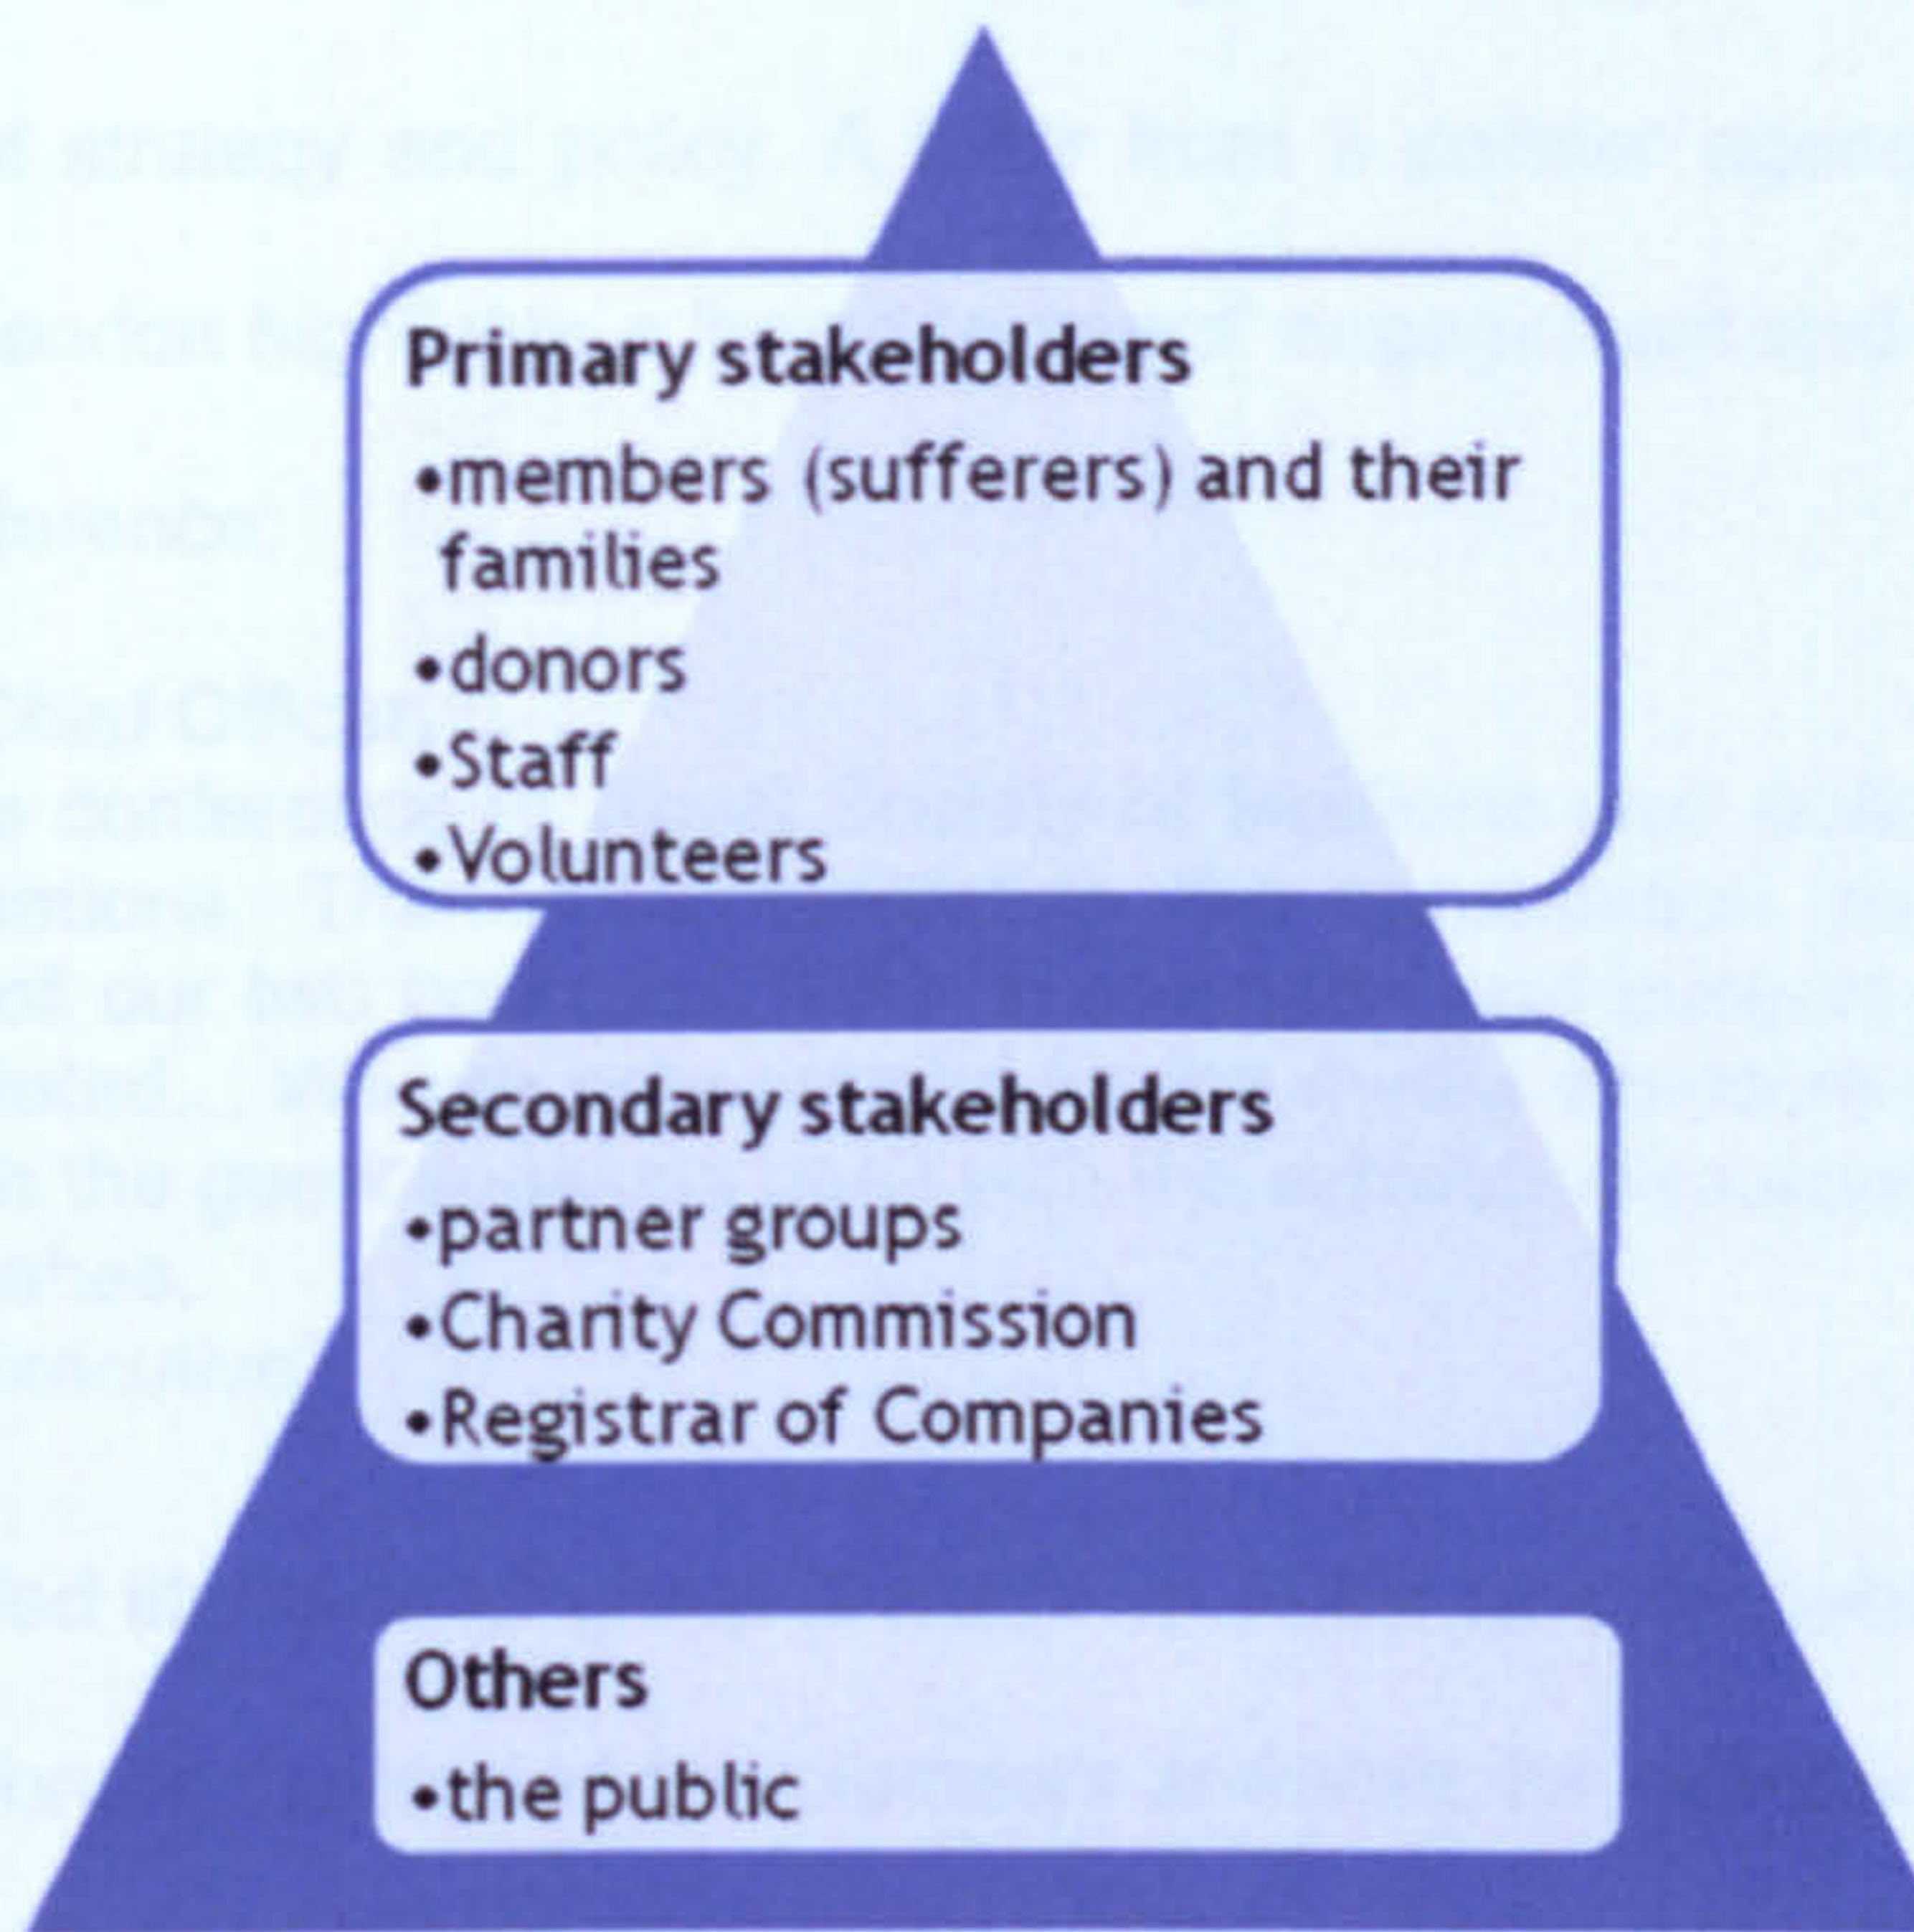 Primary stakeholders
•members (sufferers) and their
families
•donors
•Staff
•Volunteers
Secondary stakeholders
•partner groups
•Charity Commission
•Registrar of Companies
Others
•the public